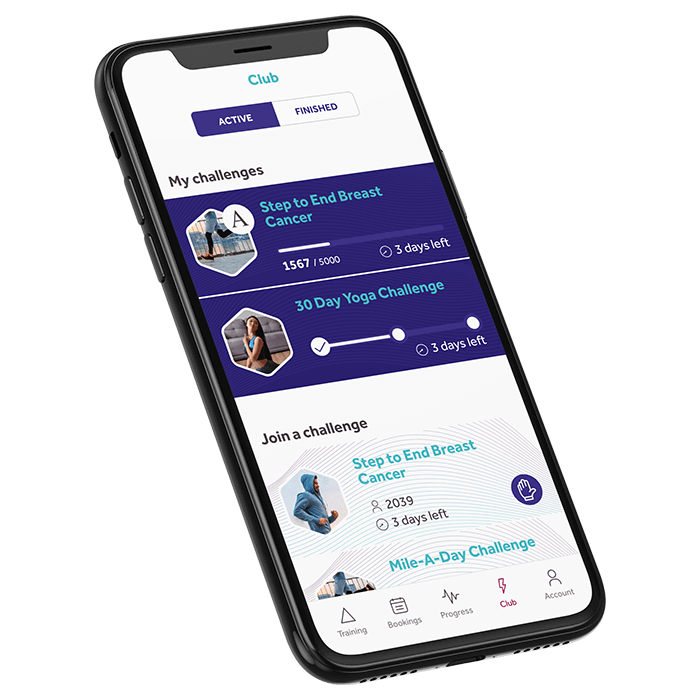 Club
ACTIVE FINISHED
My challenges
A
Step to End Breast
Cancer
1567 / 5000 3 days left
30 Day Yoga Challenge
3 days left
Join a challenge
Step to End Breast
Cancer
2039
3 days left
Mile-A-Day Challenge
Training Bookings Progress Club Account